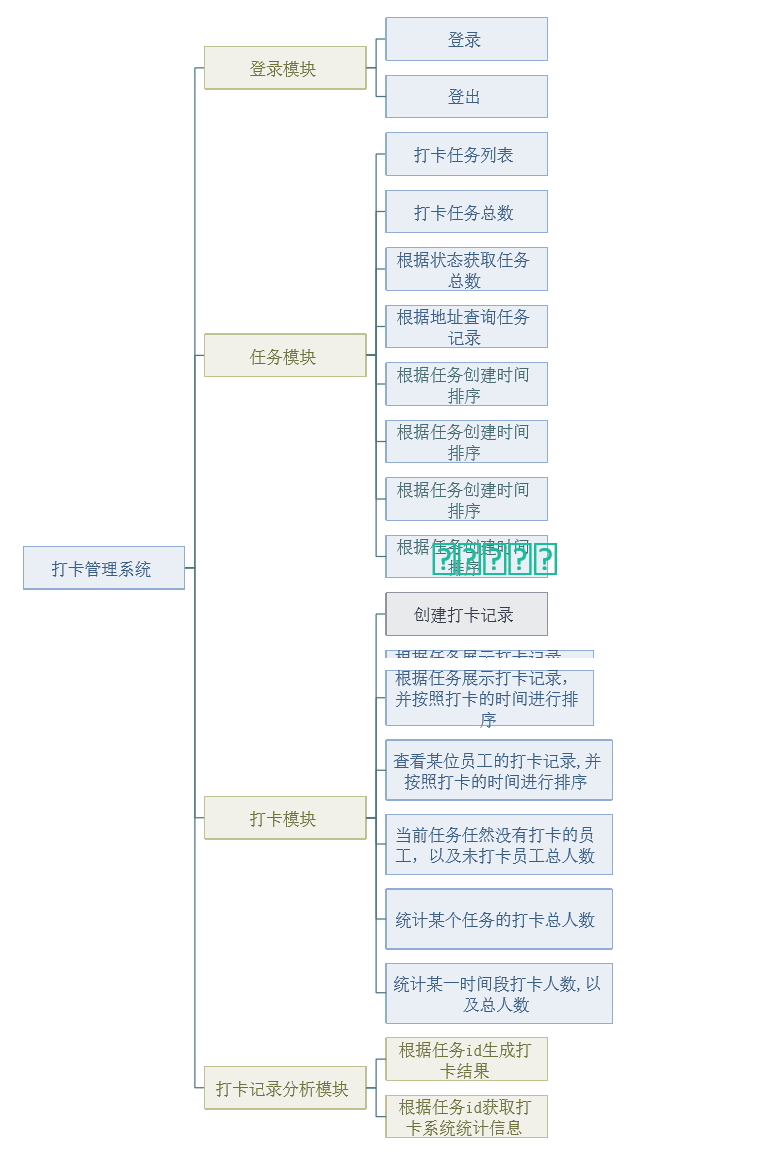 登录
登录模块
登出
打卡任务列表
打卡任务总数
根据状态获取任务
总数
根据地址查询任务
记录
任务模块
根据任务创建时间
排序
根据任务创建时间
排序
根据任务创建时间
排序
根据任务创建时间
排序
打卡管理系统
创建打卡记录
根据任务展示打卡记录
根据任务展示打卡记录,
并按照打卡的时间进行排
序
查看某位员工的打卡记录,并
按照打卡的时间进行排序
打卡模块
当前任务任然没有打卡的员
工，以及未打卡员工总人数
统计某个任务的打卡总人数
统计某一时间段打卡人数,以
及总人数
根据任务id生成打
卡结果
打卡记录分析模块
根据任务id获取打
卡系统统计信息